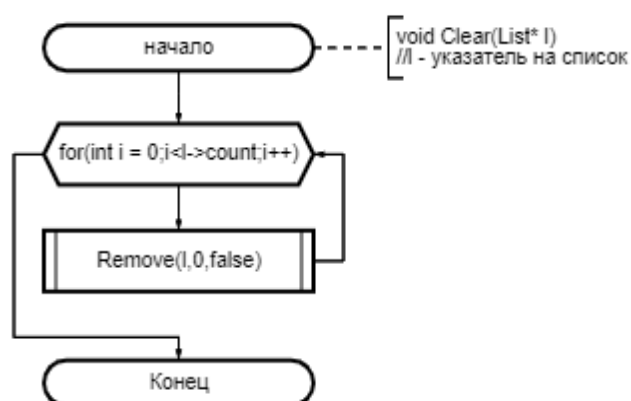 начало
void Clear(List* l)
//l - указатель на список
for(int i = 0;i<l->count;i++)
Remove(l,0,false)
Конец